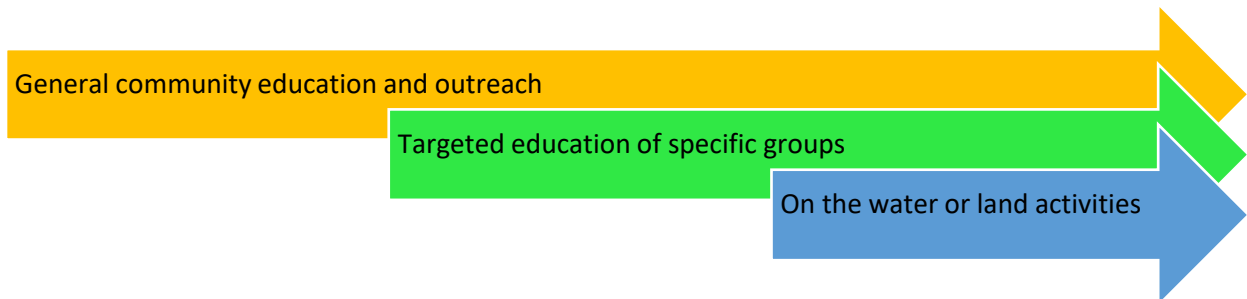 General community education and outreach
Targeted education of specific groups
On the water or land activities